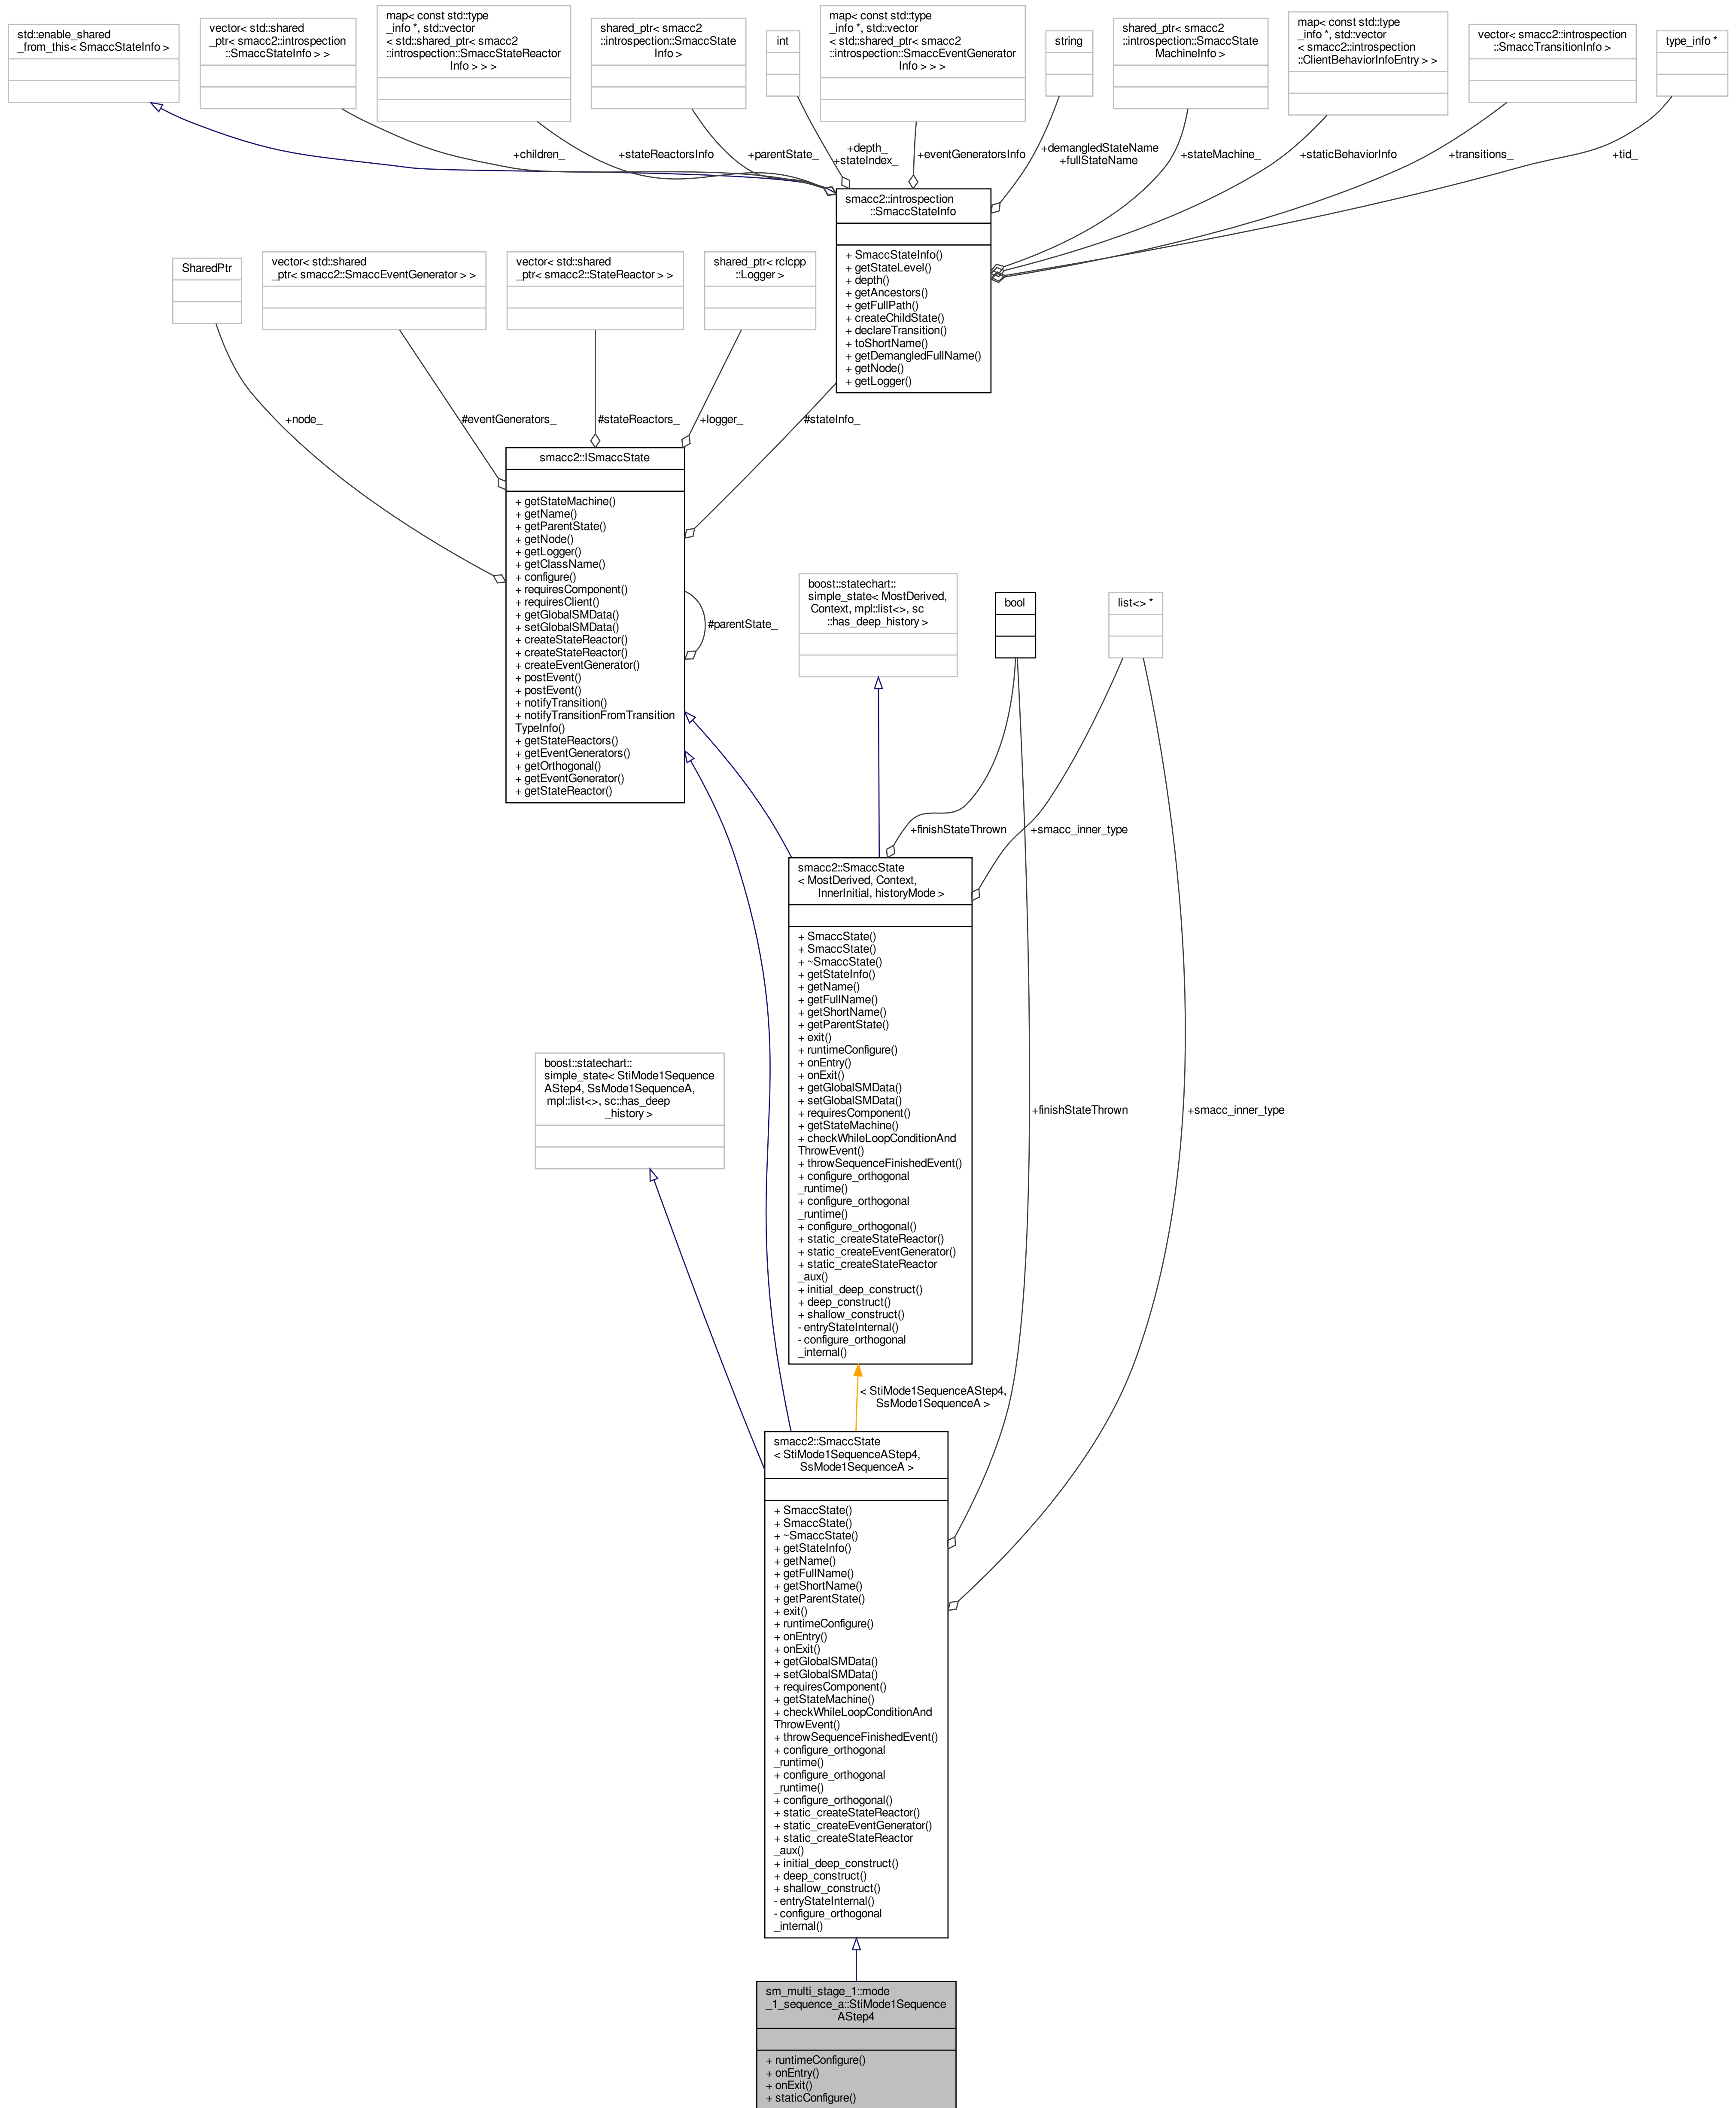 std::enable_shared
_from_this< SmaccStateInfo >
vector< std::shared
_ptr< smacc2::introspection
::SmaccStateInfo > >
map< const std::type
_info *, std::vector
< std::shared_ptr< smacc2
::introspection::SmaccStateReactor
Info > > >
shared_ptr< smacc2
::introspection::SmaccState
Info >
int
map< const std::type
_info *, std::vector
< std::shared_ptr< smacc2
::introspection::SmaccEventGenerator
Info > > >
string
shared_ptr< smacc2
::introspection::SmaccState
MachineInfo >
map< const std::type
_info *, std::vector
< smacc2::introspection
::ClientBehaviorInfoEntry > >
vector< smacc2::introspection
::SmaccTransitionInfo >
type_info *
+children_
+stateReactorsInfo
+parentState_
+depth_
+stateIndex_
+eventGeneratorsInfo
+demangledStateName
+fullStateName
+stateMachine_
+staticBehaviorInfo
+transitions_
+tid_
smacc2::introspection
::SmaccStateInfo
+ SmaccStateInfo()
+ getStateLevel()
+ depth()
+ getAncestors()
+ getFullPath()
+ createChildState()
+ declareTransition()
+ toShortName()
+ getDemangledFullName()
+ getNode()
+ getLogger()
SharedPtr
vector< std::shared
_ptr< smacc2::SmaccEventGenerator > >
vector< std::shared
_ptr< smacc2::StateReactor > >
shared_ptr< rclcpp
::Logger >
+node_
#eventGenerators_
#stateReactors_
+logger_
#stateInfo_
smacc2::ISmaccState
+ getStateMachine()
+ getName()
+ getParentState()
+ getNode()
+ getLogger()
+ getClassName()
+ configure()
+ requiresComponent()
+ requiresClient()
+ getGlobalSMData()
+ setGlobalSMData()
+ createStateReactor()
+ createStateReactor()
+ createEventGenerator()
+ postEvent()
+ postEvent()
+ notifyTransition()
+ notifyTransitionFromTransition
TypeInfo()
+ getStateReactors()
+ getEventGenerators()
+ getOrthogonal()
+ getEventGenerator()
+ getStateReactor()
#parentState_
boost::statechart::
simple_state< MostDerived,
Context, mpl::list<>, sc
::has_deep_history >
bool
list<> *
+finishStateThrown
+smacc_inner_type
smacc2::SmaccState
< MostDerived, Context,
InnerInitial, historyMode >
+ SmaccState()
+ SmaccState()
+ ~SmaccState()
+ getStateInfo()
+ getName()
+ getFullName()
+ getShortName()
+ getParentState()
+ exit()
+ runtimeConfigure()
+ onEntry()
+ onExit()
+ getGlobalSMData()
+ setGlobalSMData()
+ requiresComponent()
+ getStateMachine()
+ checkWhileLoopConditionAnd
ThrowEvent()
+ throwSequenceFinishedEvent()
+ configure_orthogonal
_runtime()
+ configure_orthogonal
_runtime()
+ configure_orthogonal()
+ static_createStateReactor()
+ static_createEventGenerator()
+ static_createStateReactor
_aux()
+ initial_deep_construct()
+ deep_construct()
+ shallow_construct()
- entryStateInternal()
- configure_orthogonal
_internal()
boost::statechart::
simple_state< StiMode1Sequence
AStep4, SsMode1SequenceA,
mpl::list<>, sc::has_deep
_history >
+finishStateThrown
+smacc_inner_type
< StiMode1SequenceAStep4,
SsMode1SequenceA >
smacc2::SmaccState
< StiMode1SequenceAStep4,
SsMode1SequenceA >
+ SmaccState()
+ SmaccState()
+ ~SmaccState()
+ getStateInfo()
+ getName()
+ getFullName()
+ getShortName()
+ getParentState()
+ exit()
+ runtimeConfigure()
+ onEntry()
+ onExit()
+ getGlobalSMData()
+ setGlobalSMData()
+ requiresComponent()
+ getStateMachine()
+ checkWhileLoopConditionAnd
ThrowEvent()
+ throwSequenceFinishedEvent()
+ configure_orthogonal
_runtime()
+ configure_orthogonal
_runtime()
+ configure_orthogonal()
+ static_createStateReactor()
+ static_createEventGenerator()
+ static_createStateReactor
_aux()
+ initial_deep_construct()
+ deep_construct()
+ shallow_construct()
- entryStateInternal()
- configure_orthogonal
_internal()
sm_multi_stage_1::mode
_1_sequence_a::StiMode1Sequence
AStep4
+ runtimeConfigure()
+ onEntry()
+ onExit()
+ staticConfigure()